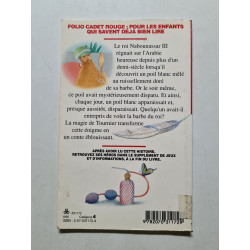 FOLIO CADET ROUGE : POUR LES ENFANTS
QUI SAVENT DÉJÀ BIEN LIRE
Le roi Nabounassar III
régnait sur l'Arabie
heureuse depuis plus d'un
demi-siècle lorsqu'il
découvrit un poil blanc mêlé
au ruissellement doré
de sa barbe. Or le soir même,
ce poil avait mystérieusement disparu. Et ainsi,
chaque jour, un poil blanc apparaissait et,
presque aussitôt, disparaissait. Quelqu'un avait
entrepris de voler la barbe du roi !
La magie de Tournier transforme
cette énigme en
un conte éblouissant.
APRÈS AVOIR LU CETTE HISTOIRE,
RETROUVEZ SES HÉROS DANS LE SUPPLÉMENT DE JEUX
ET D'INFORMATIONS, À LA FIN DU LIVRE.